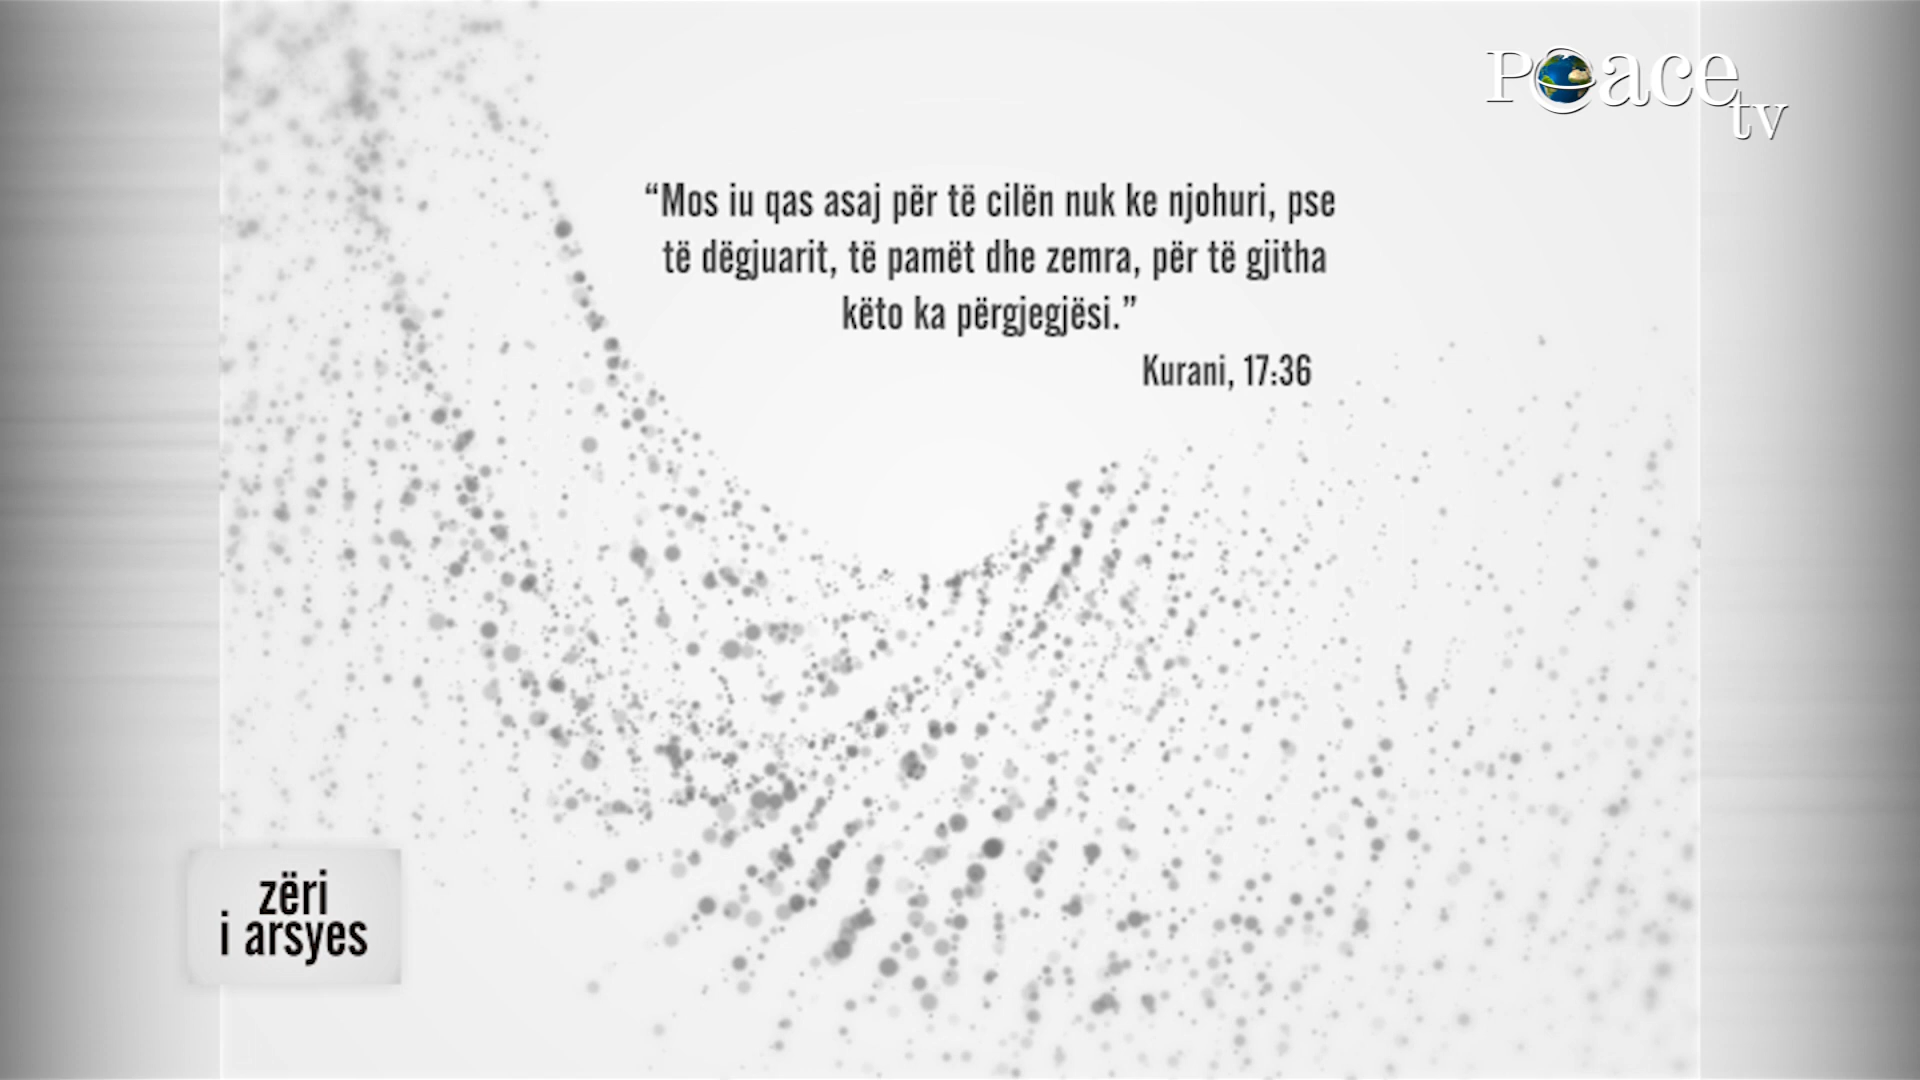 Peace
tv
“Mos iu qas asaj për të cilën nuk ke njohuri, pse
të dëgjuarit, të pamët dhe zemra, për të gjitha
këto ka përgjegjësi.”
Kurani, 17:36
zëri
i arsyes